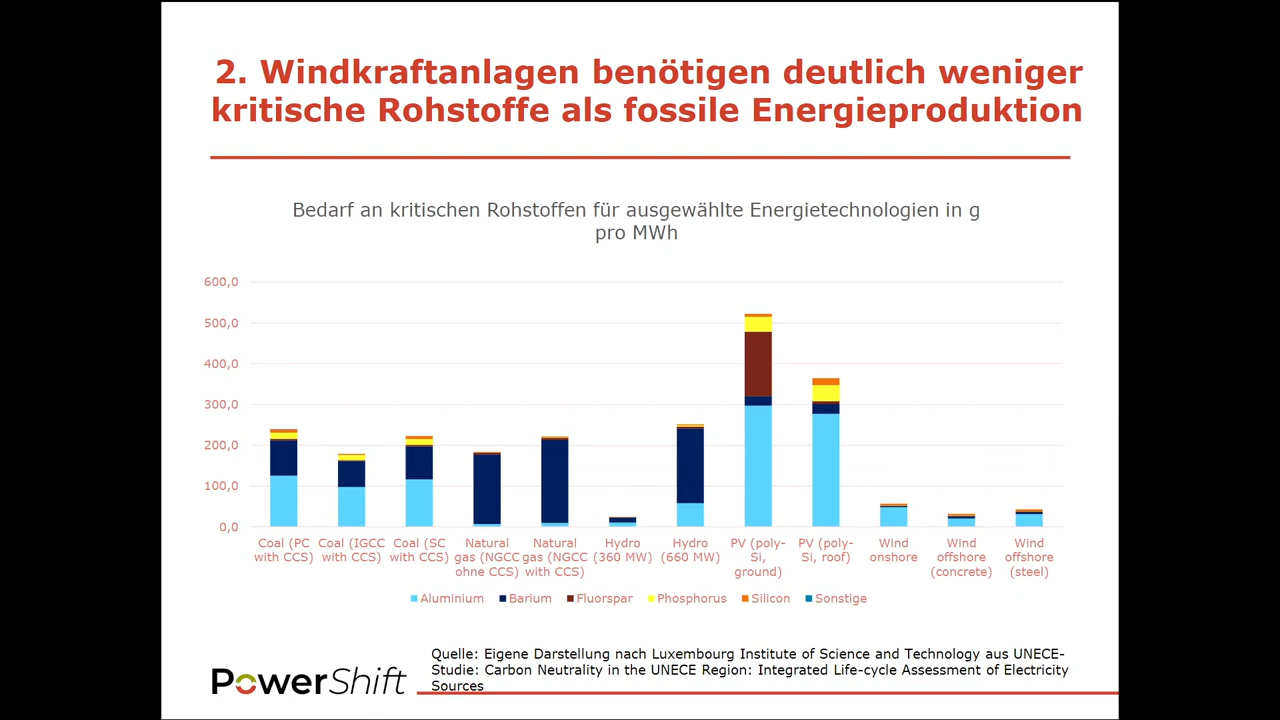 2. Windkraftanlagen benötigen deutlich weniger
kritische Rohstoffe als fossile Energieproduktion
Bedarf an kritischen Rohstoffen für ausgewählte Energietechnologien in g
pro MWh
600,0
500,0
400,0
300,0
200,0
100,0
0,0
Coal (PC
with CCS)
Coal (IGCC
with CCS)
Coal (SC
with CCS)
Natural
gas (NGCC
ohne CCS)
Natural
gas (NGCC
with CCS)
Hydro
(360 MW)
Hydro
(660 MW)
PV (poly-
Si,
ground)
PV (poly-
Si, roof)
Wind
onshore
Wind
offshore
(concrete)
Wind
offshore
(steel)
Aluminium Barium Fluorspar Phosphorus Silicon Sonstige
Quelle: Eigene Darstellung nach Luxembourg Institute of Science and Technology aus UNECE-
Studie: Carbon Neutrality in the UNECE Region: Integrated Life-cycle Assessment of Electricity
Sources
PowerShift